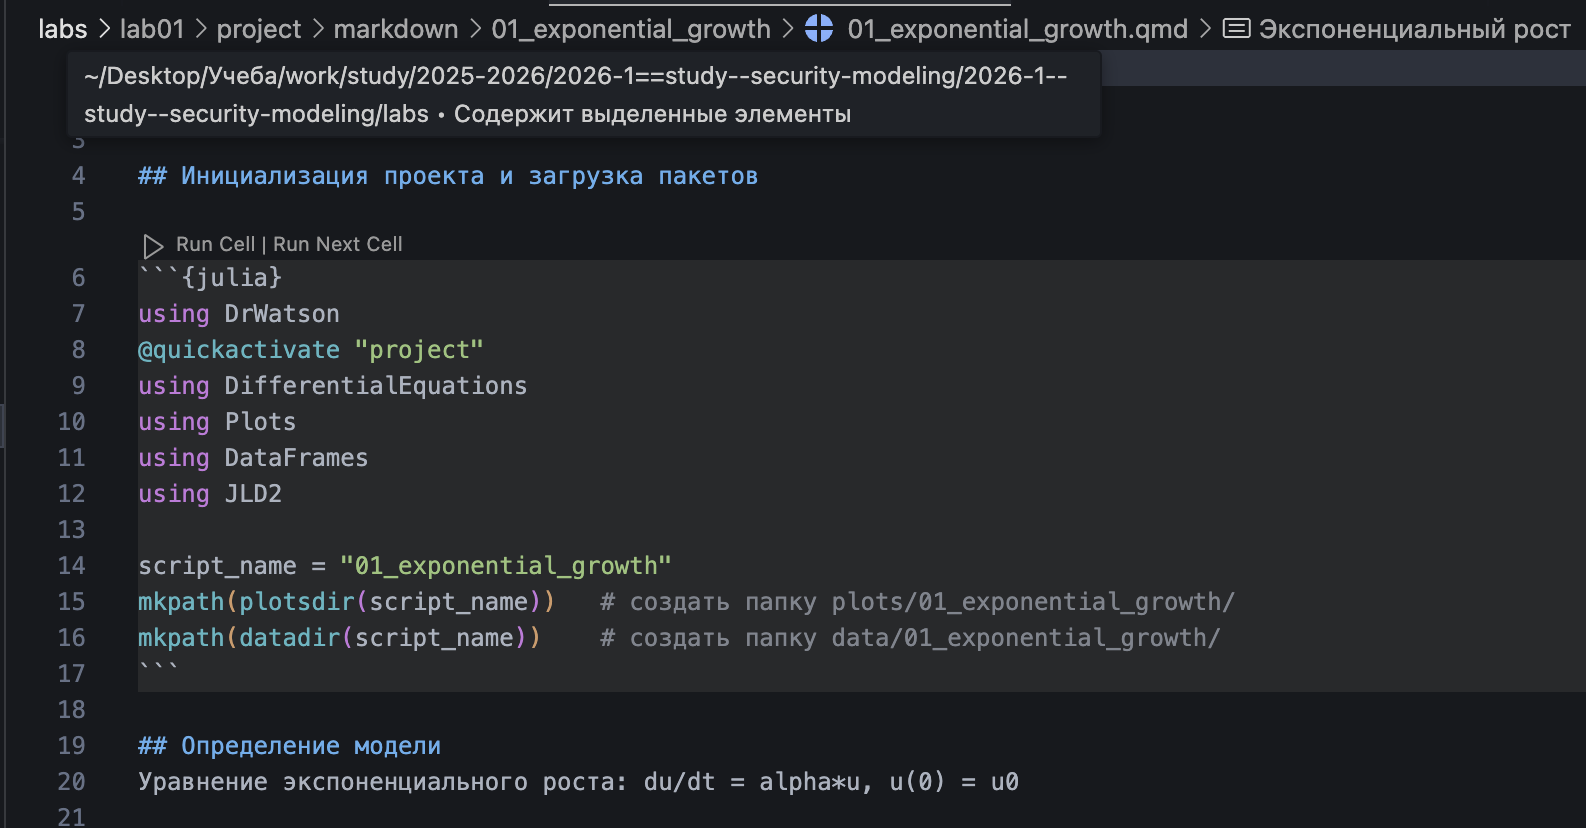 labs > lab01 > project > markdown > 01_exponential_growth > 01_exponential_growth.qmd > Экспоненциальный рост
~/Desktop/Учеба/work/study/2025-2026/2026-1==study--security-modeling/2026-1--
study--security-modeling/labs • Содержит выделенные элементы
3
4 ## Инициализация проекта и загрузка пакетов
5
Run Cell | Run Next Cell
6 ```{julia}
7 using DrWatson
8 @quickactivate "project"
9 using DifferentialEquations
10 using Plots
11 using DataFrames
12 using JLD2
13
14 script_name = "01_exponential_growth"
15 mkpath(plotsdir(script_name))   # создать папку plots/01_exponential_growth/
16 mkpath(datadir(script_name))    # создать папку data/01_exponential_growth/
17 ```
18
19 ## Определение модели
20 Уравнение экспоненциального роста: du/dt = alpha*u, u(0) = u0
21